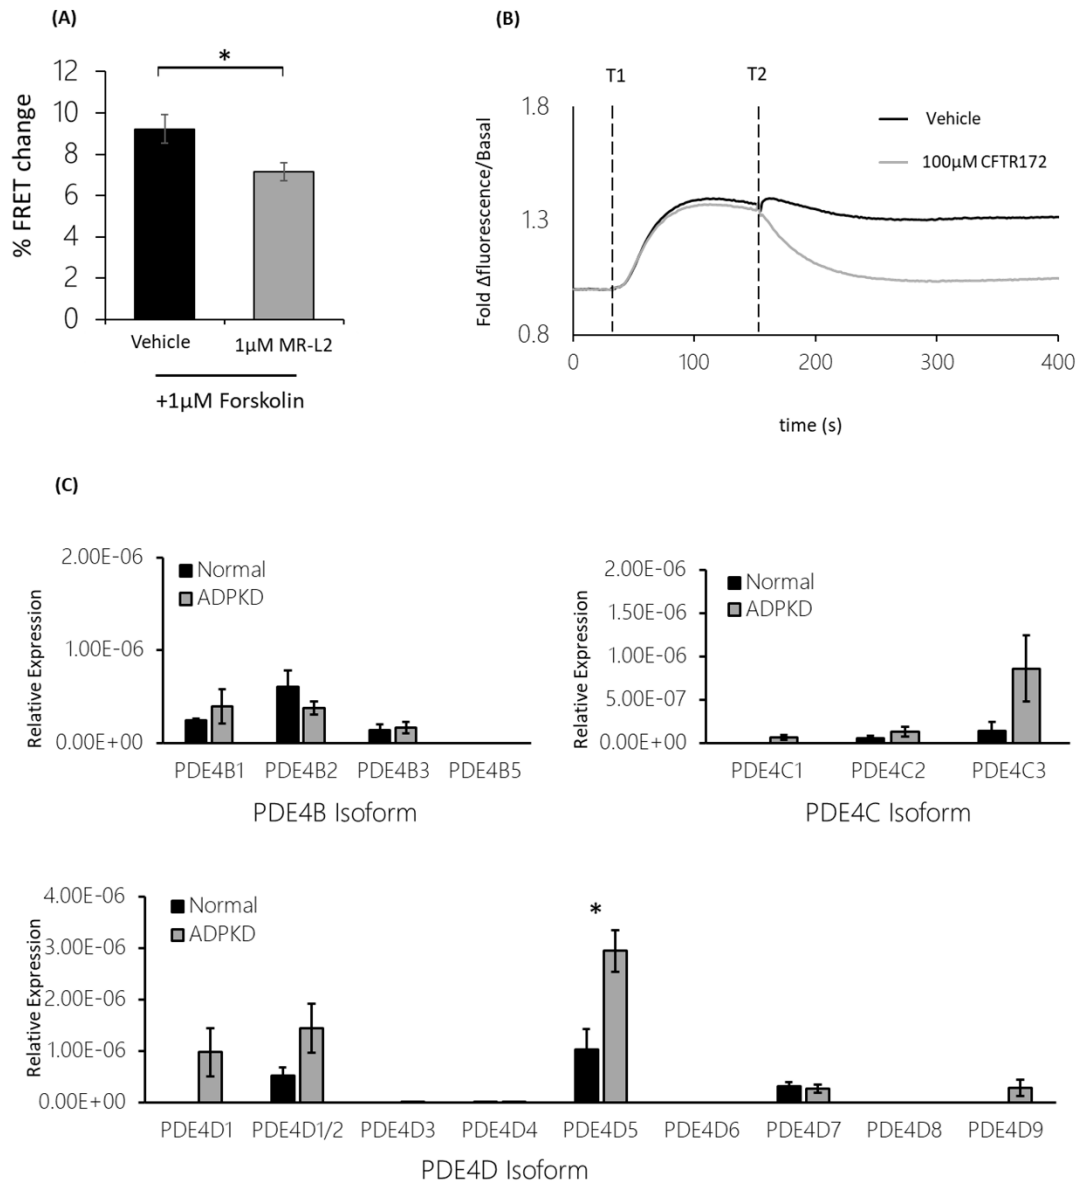 (A)
*
% FRET change
12
10
8
6
4
2
0
Vehicle
1µM MR-L2
+1µM Forskolin
(B)
T1
T2
Fold Δfluorescence/Basal
1.8
1.3
0.8
Vehicle
100µM CFTR172
0
100
200
300
400
time (s)
(C)
Relative Expression
2.00E-06
1.00E-06
0.00E+00
Normal
ADPKD
PDE4B1 PDE4B2 PDE4B3 PDE4B5
PDE4B Isoform
Relative Expression
2.00E-06
1.50E-06
1.00E-06
5.00E-07
0.00E+00
Normal
ADPKD
PDE4C1 PDE4C2 PDE4C3
PDE4C Isoform
Relative Expression
4.00E-06
3.00E-06
2.00E-06
1.00E-06
0.00E+00
Normal
ADPKD
*
PDE4D1 PDE4D1/2 PDE4D3 PDE4D4 PDE4D5 PDE4D6 PDE4D7 PDE4D8 PDE4D9
PDE4D Isoform